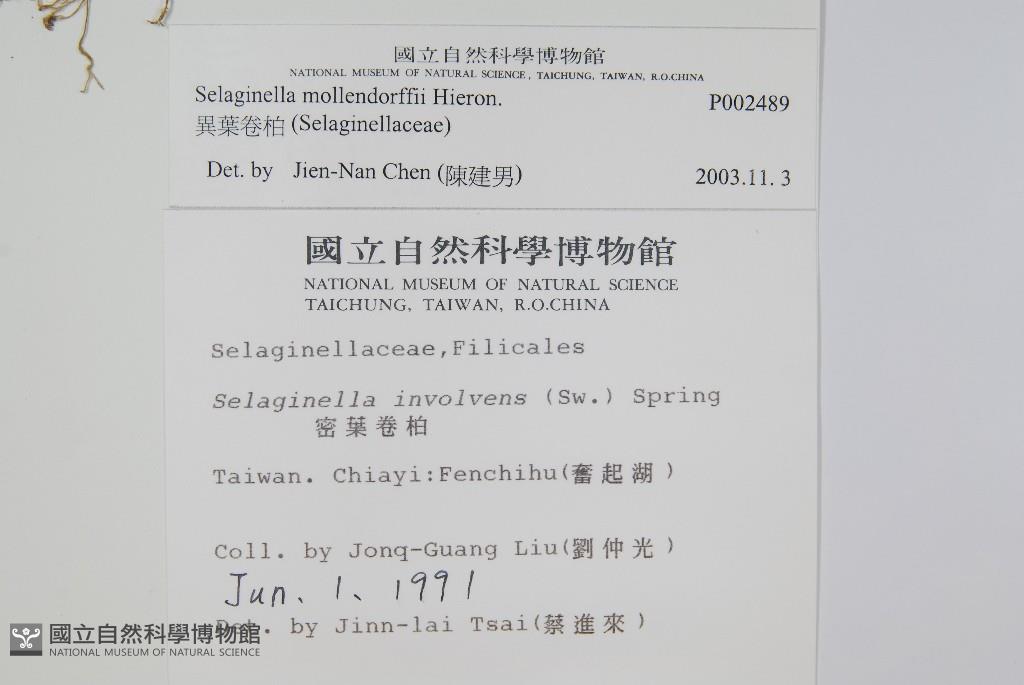 國立自然科學博物館
NATIONAL MUSEUM OF NATURAL SCIENCE, TAICHUNG, TAIWAN, R.O.CHINA
Selaginella mollendorffii Hieron. P002489
異葉卷柏 (Selaginellaceae)
Det. by Jien-Nan Chen (陳建男) 2003.11. 3
國立自然科學博物館
NATIONAL MUSEUM OF NATURAL SCIENCE
TAICHUNG, TAIWAN, R.O.CHINA
Selaginellaceae,Filicales
Selaginella involvens (Sw.) Spring
密葉卷柏
Taiwan. Chiayi:Fenchihu(奮起湖)
Coll. by Jonq-Guang Liu(劉仲光)
Jun. 1. 1991
Det. by Jinn-lai Tsai(蔡進來)
國立自然科學博物館
NATIONAL MUSEUM OF NATURAL SCIENCE